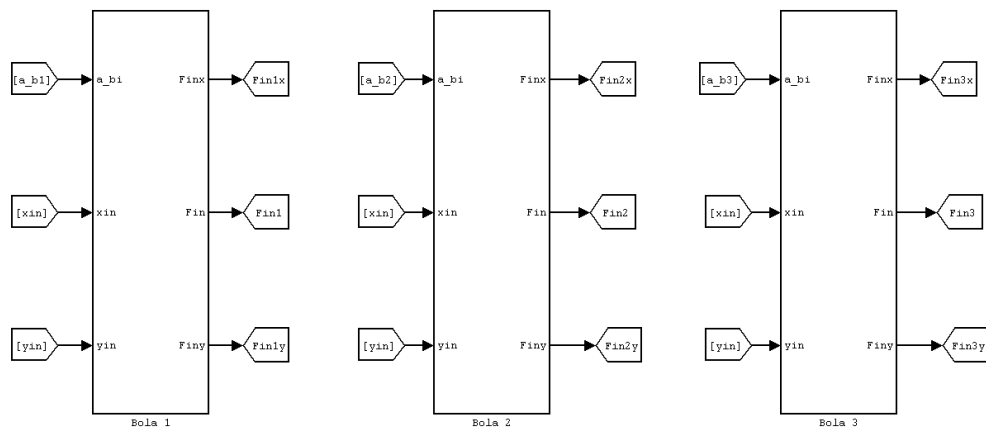 [a_b1] a_bi Finx Fin1x [a_b2] a_bi Finx Fin2x [a_b3] a_bi Finx Fin3x
[xin] xin Fin Fin1 [xin] xin Fin Fin2 [xin] xin Fin Fin3
[yin] yin Finy Fin1y [yin] yin Finy Fin2y [yin] yin Finy Fin3y
Bola 1 Bola 2 Bola 3